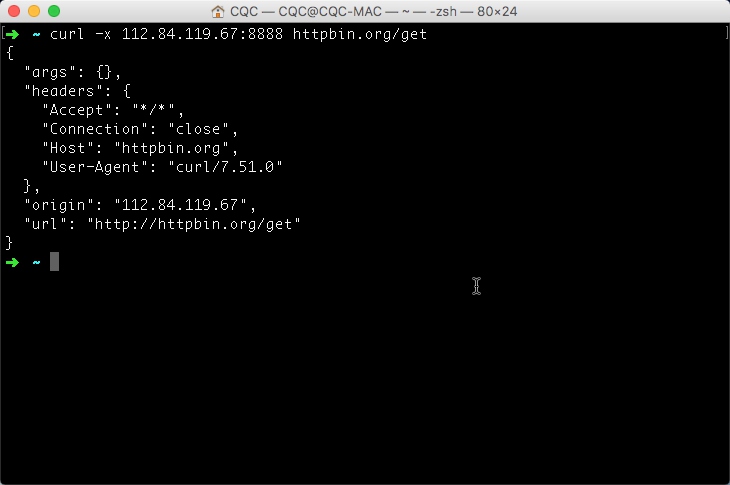 CQC — CQC@CQC-MAC — ~ — -zsh — 80×24
➜ ~ curl -x 112.84.119.67:8888 httpbin.org/get
{
  "args": {},
  "headers": {
    "Accept": "*/*",
    "Connection": "close",
    "Host": "httpbin.org",
    "User-Agent": "curl/7.51.0"
  },
  "origin": "112.84.119.67",
  "url": "http://httpbin.org/get"
}
➜ ~